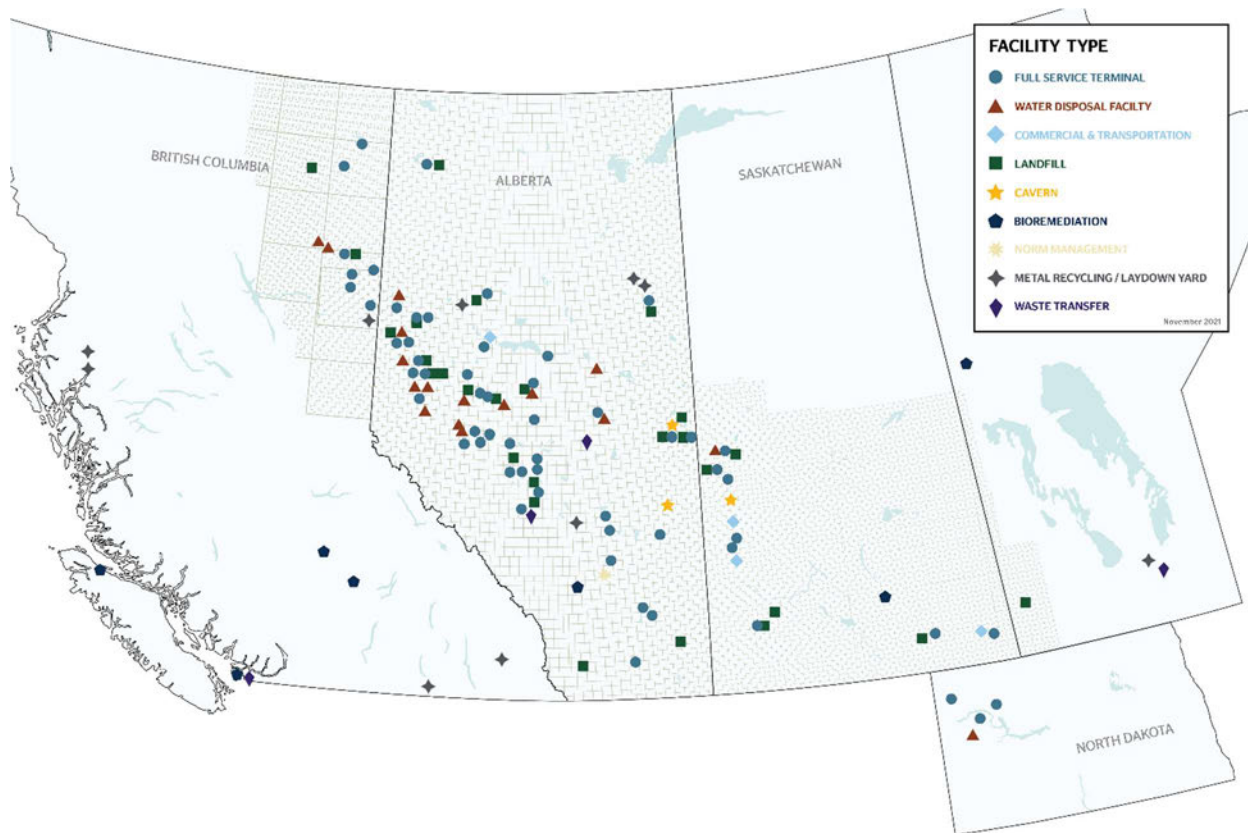 FACILITY TYPE
FULL SERVICE TERMINAL
WATER DISPOSAL FACILTY
COMMERCIAL & TRANSPORTATION
LANDFILL
CAVERN
BIOREMEDIATION
NORM MANAGEMENT
METAL RECYCLING / LAYDOWN YARD
WASTE TRANSFER
November 2021
BRITISH COLUMBIA
ALBERTA
SASKATCHEWAN
NORTH DAKOTA